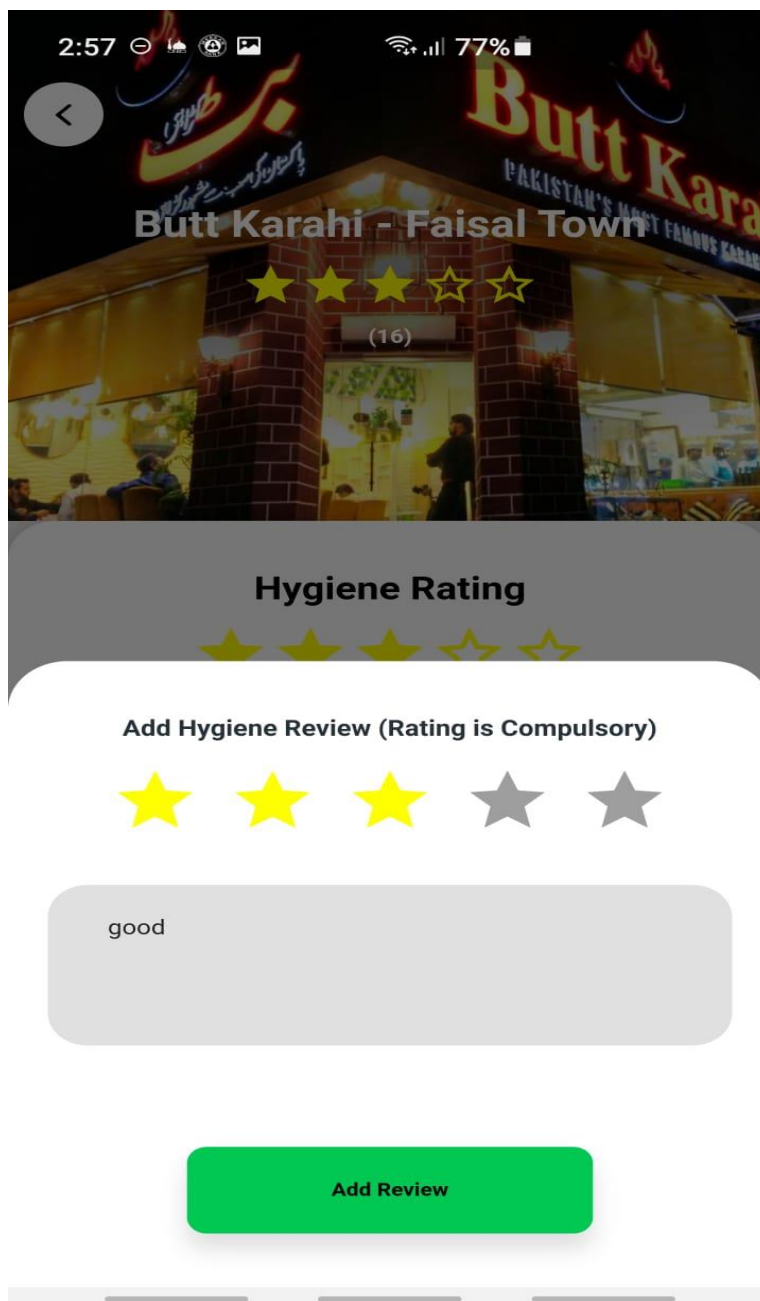 2:57
77%
بٹ
Butt Kara
PAKISTAN'S MOST FAMOUS KARAH
Butt Karahi - Faisal Town
(16)
Hygiene Rating
Add Hygiene Review (Rating is Compulsory)
good
Add Review